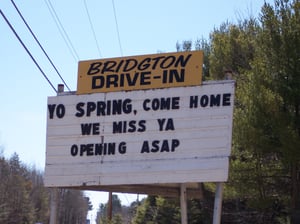 BRIDGTON
DRIVE-IN
YO SPRING, COME HOME
WE MISS YA
OPENING ASAP